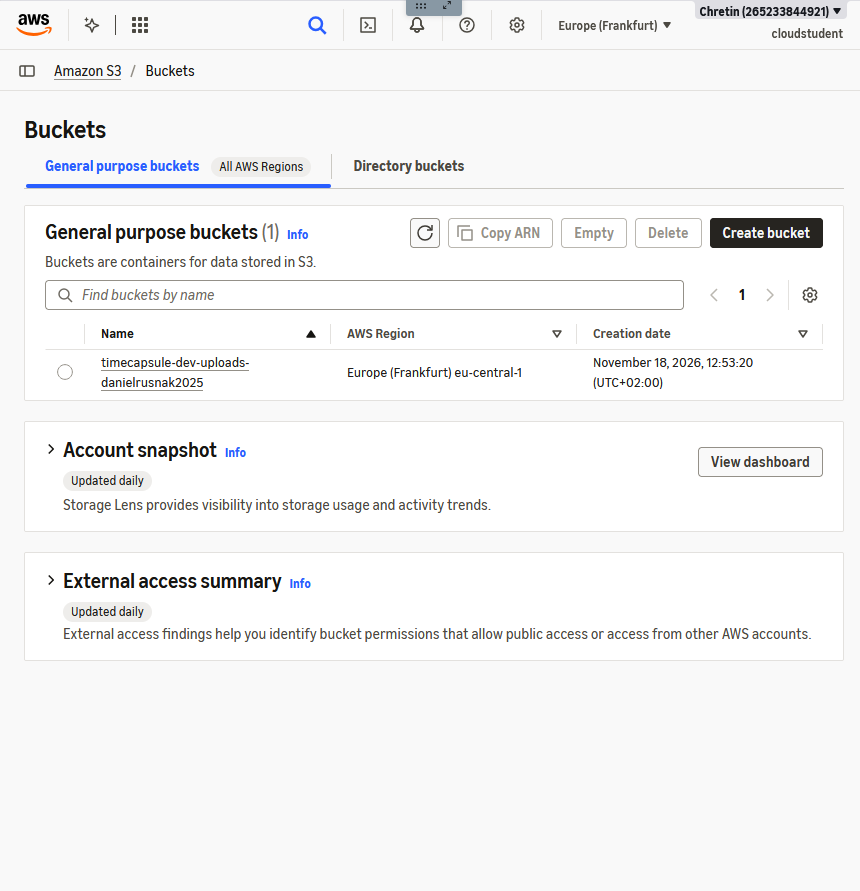 aws
Europe (Frankfurt)
Chretin (265233844921)
cloudstudent
Amazon S3 / Buckets
Buckets
General purpose buckets All AWS Regions Directory buckets
General purpose buckets (1) Info
Copy ARN Empty Delete Create bucket
Buckets are containers for data stored in S3.
Find buckets by name
1
Name AWS Region Creation date
timecapsule-dev-uploads-
danielrusnak2025
Europe (Frankfurt) eu-central-1
November 18, 2026, 12:53:20
(UTC+02:00)
Account snapshot Info
View dashboard
Updated daily
Storage Lens provides visibility into storage usage and activity trends.
External access summary Info
Updated daily
External access findings help you identify bucket permissions that allow public access or access from other AWS accounts.